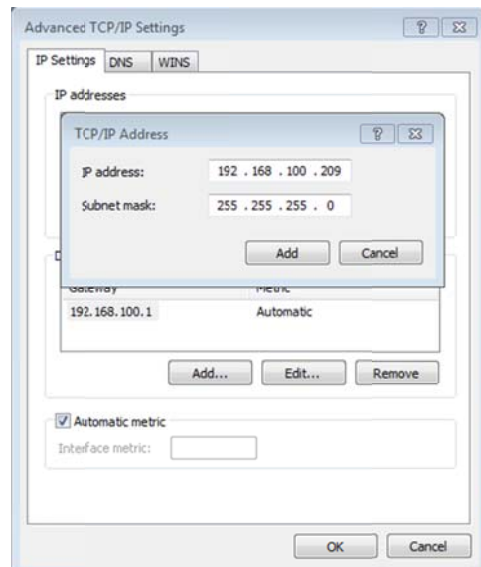 Advanced TCP/IP Settings
IP Settings DNS WINS
IP addresses
TCP/IP Address
IP address: 192 . 168 . 100 . 209
Subnet mask: 255 . 255 . 255 . 0
Add Cancel
Gateway Metric
192.168.100.1 Automatic
Add... Edit... Remove
Automatic metric
Interface metric:
OK Cancel